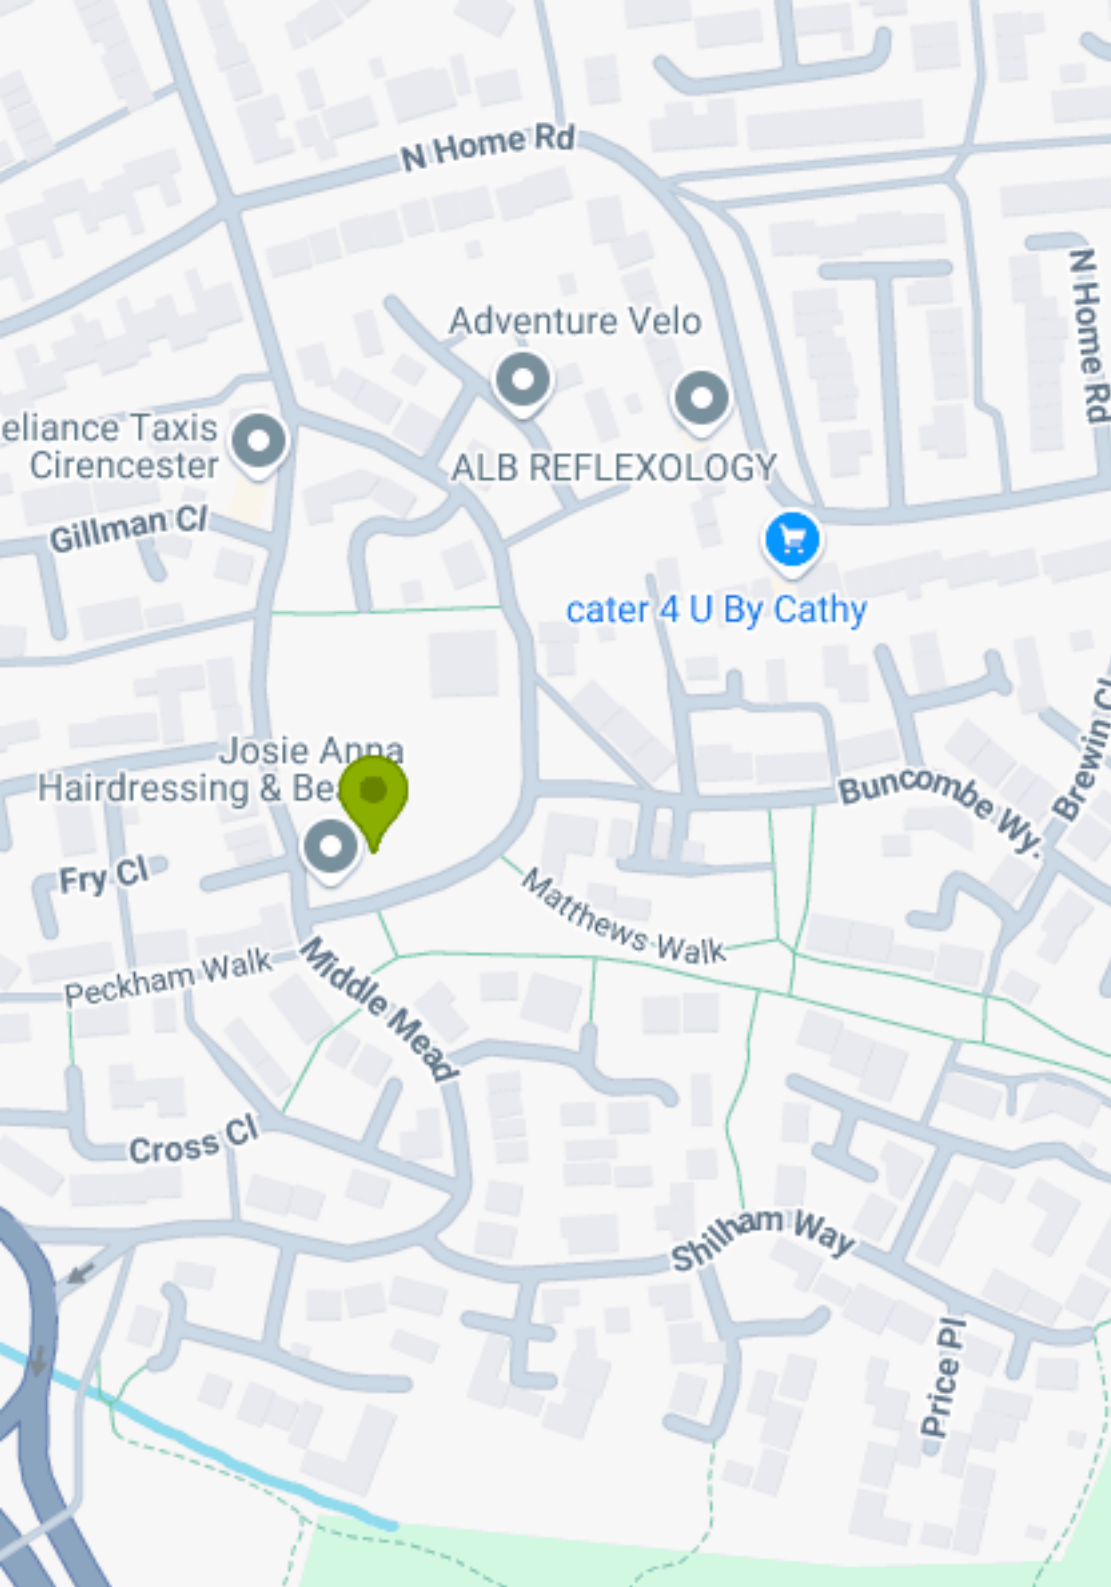 N Home Rd
N Home Rd
Adventure Velo
eliance Taxis
Cirencester
ALB REFLEXOLOGY
Gillman Cl
cater 4 U By Cathy
Josie Anna
Hairdressing & Be
Buncombe Wy.
Brewin Cl
Fry Cl
Matthews Walk
Peckham Walk
Middle Mead
Cross Cl
Shilham Way
Price Pl